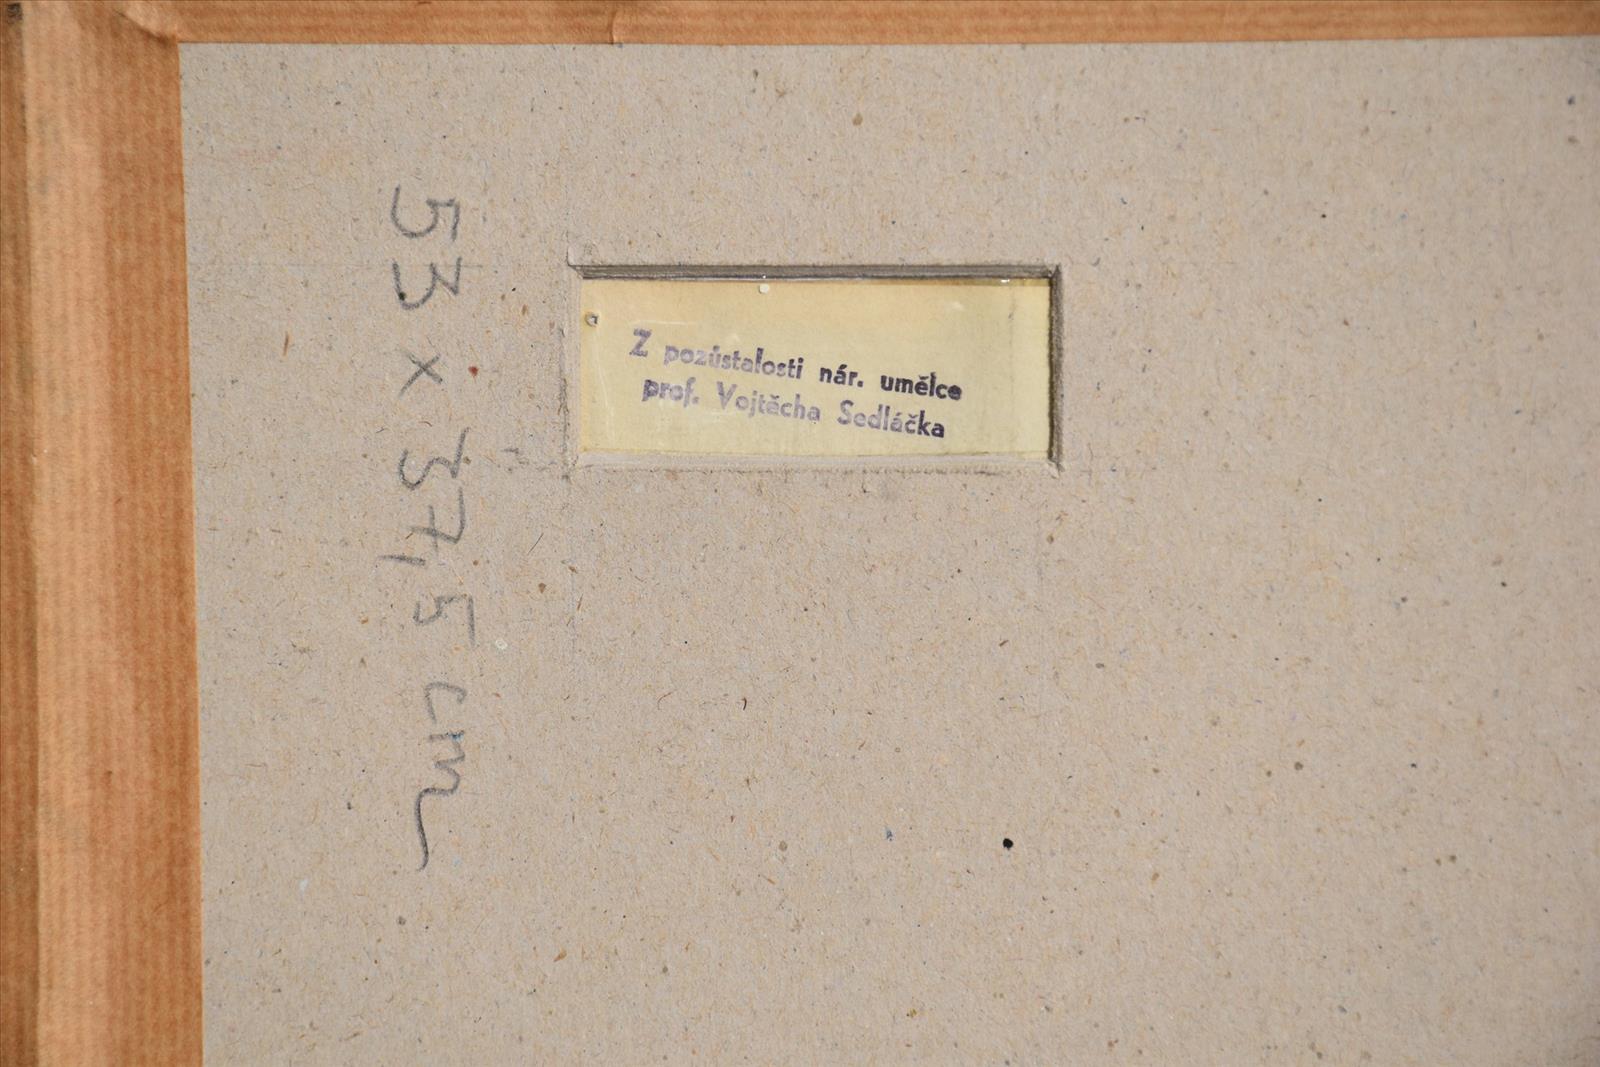 53 x 37,5 cm
Z pozůstalosti nár. umělce
prof. Vojtěcha Sedláčka